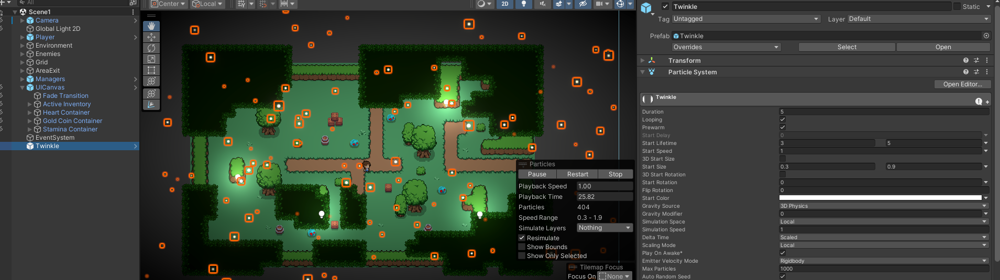 All
Scene1
Camera
Global Light 2D
Player
Environment
Enemies
Grid
AreaExit
Managers
UICanvas
Fade Transition
Active Inventory
Heart Container
Gold Coin Container
Stamina Container
EventSystem
Twinkle
Center
Local
2D
Particles
Pause Restart Stop
Playback Speed 1.00
Playback Time 25.82
Particles 404
Speed Range 0.3 - 1.9
Simulate Layers Nothing
Resimulate
Show Bounds
Show Only Selected
Tilemap Focus
Focus On None
Twinkle Static
Tag Untagged Layer Default
Prefab Twinkle
Overrides Select Open
Transform
Particle System
Open Editor...
Twinkle
Duration 5
Looping
Prewarm
Start Delay 0
Start Lifetime 3 5
Start Speed 1
3D Start Size
Start Size 0.3 0.9
3D Start Rotation
Start Rotation 0
Flip Rotation 0
Start Color
Gravity Source 3D Physics
Gravity Modifier 0
Simulation Space Local
Simulation Speed 1
Delta Time Scaled
Scaling Mode Local
Play On Awake*
Emitter Velocity Mode Rigidbody
Max Particles 1000
Auto Random Seed